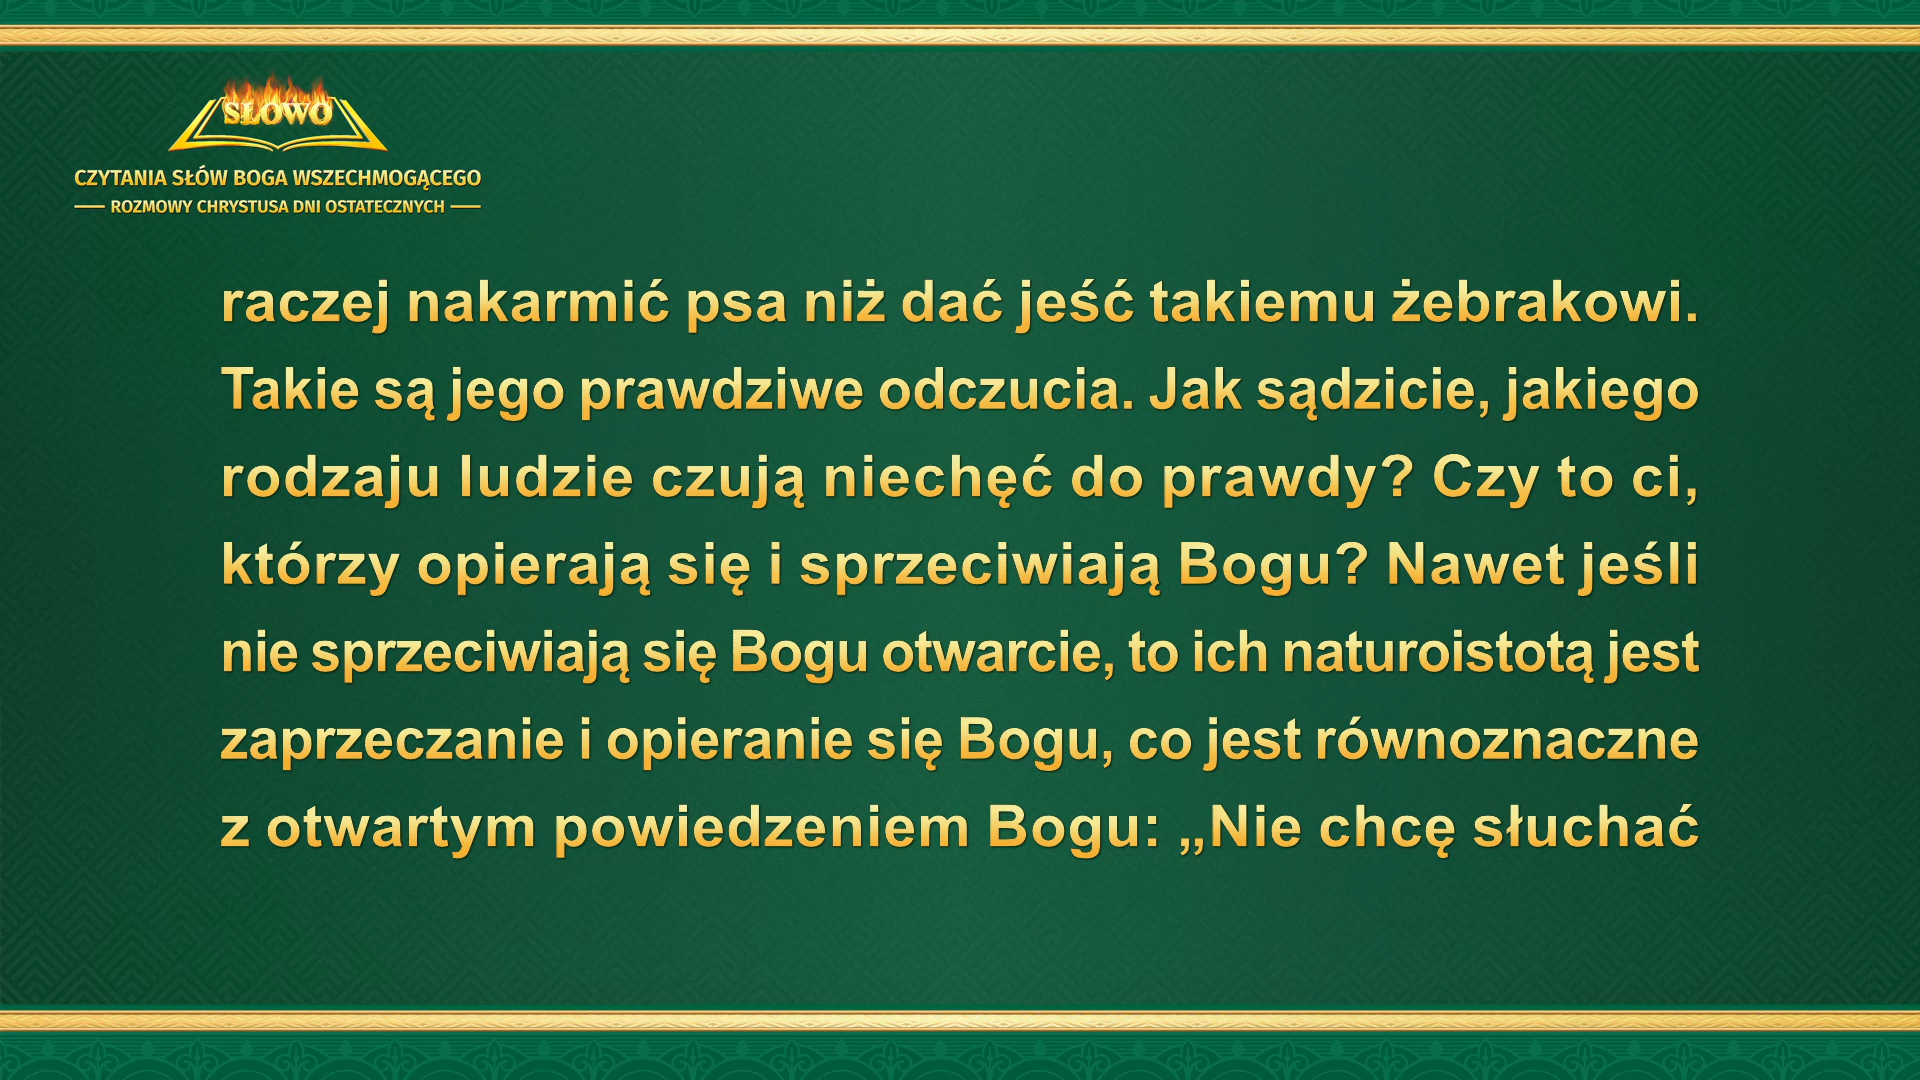 SŁOWO
CZYTANIA SŁÓW BOGA WSZECHMOGĄCEGO
ROZMOWY CHRYSTUSA DNI OSTATECZNYCH
raczej nakarmić psa niż dać jeść takiemu żebrakowi.
Takie są jego prawdziwe odczucia. Jak sądzicie, jakiego
rodzaju ludzie czują niechęć do prawdy? Czy to ci,
którzy opierają się i sprzeciwiają Bogu? Nawet jeśli
nie sprzeciwiają się Bogu otwarcie, to ich naturoistotą jest
zaprzeczanie i opieranie się Bogu, co jest równoznaczne
z otwartym powiedzeniem Bogu: „Nie chcę słuchać